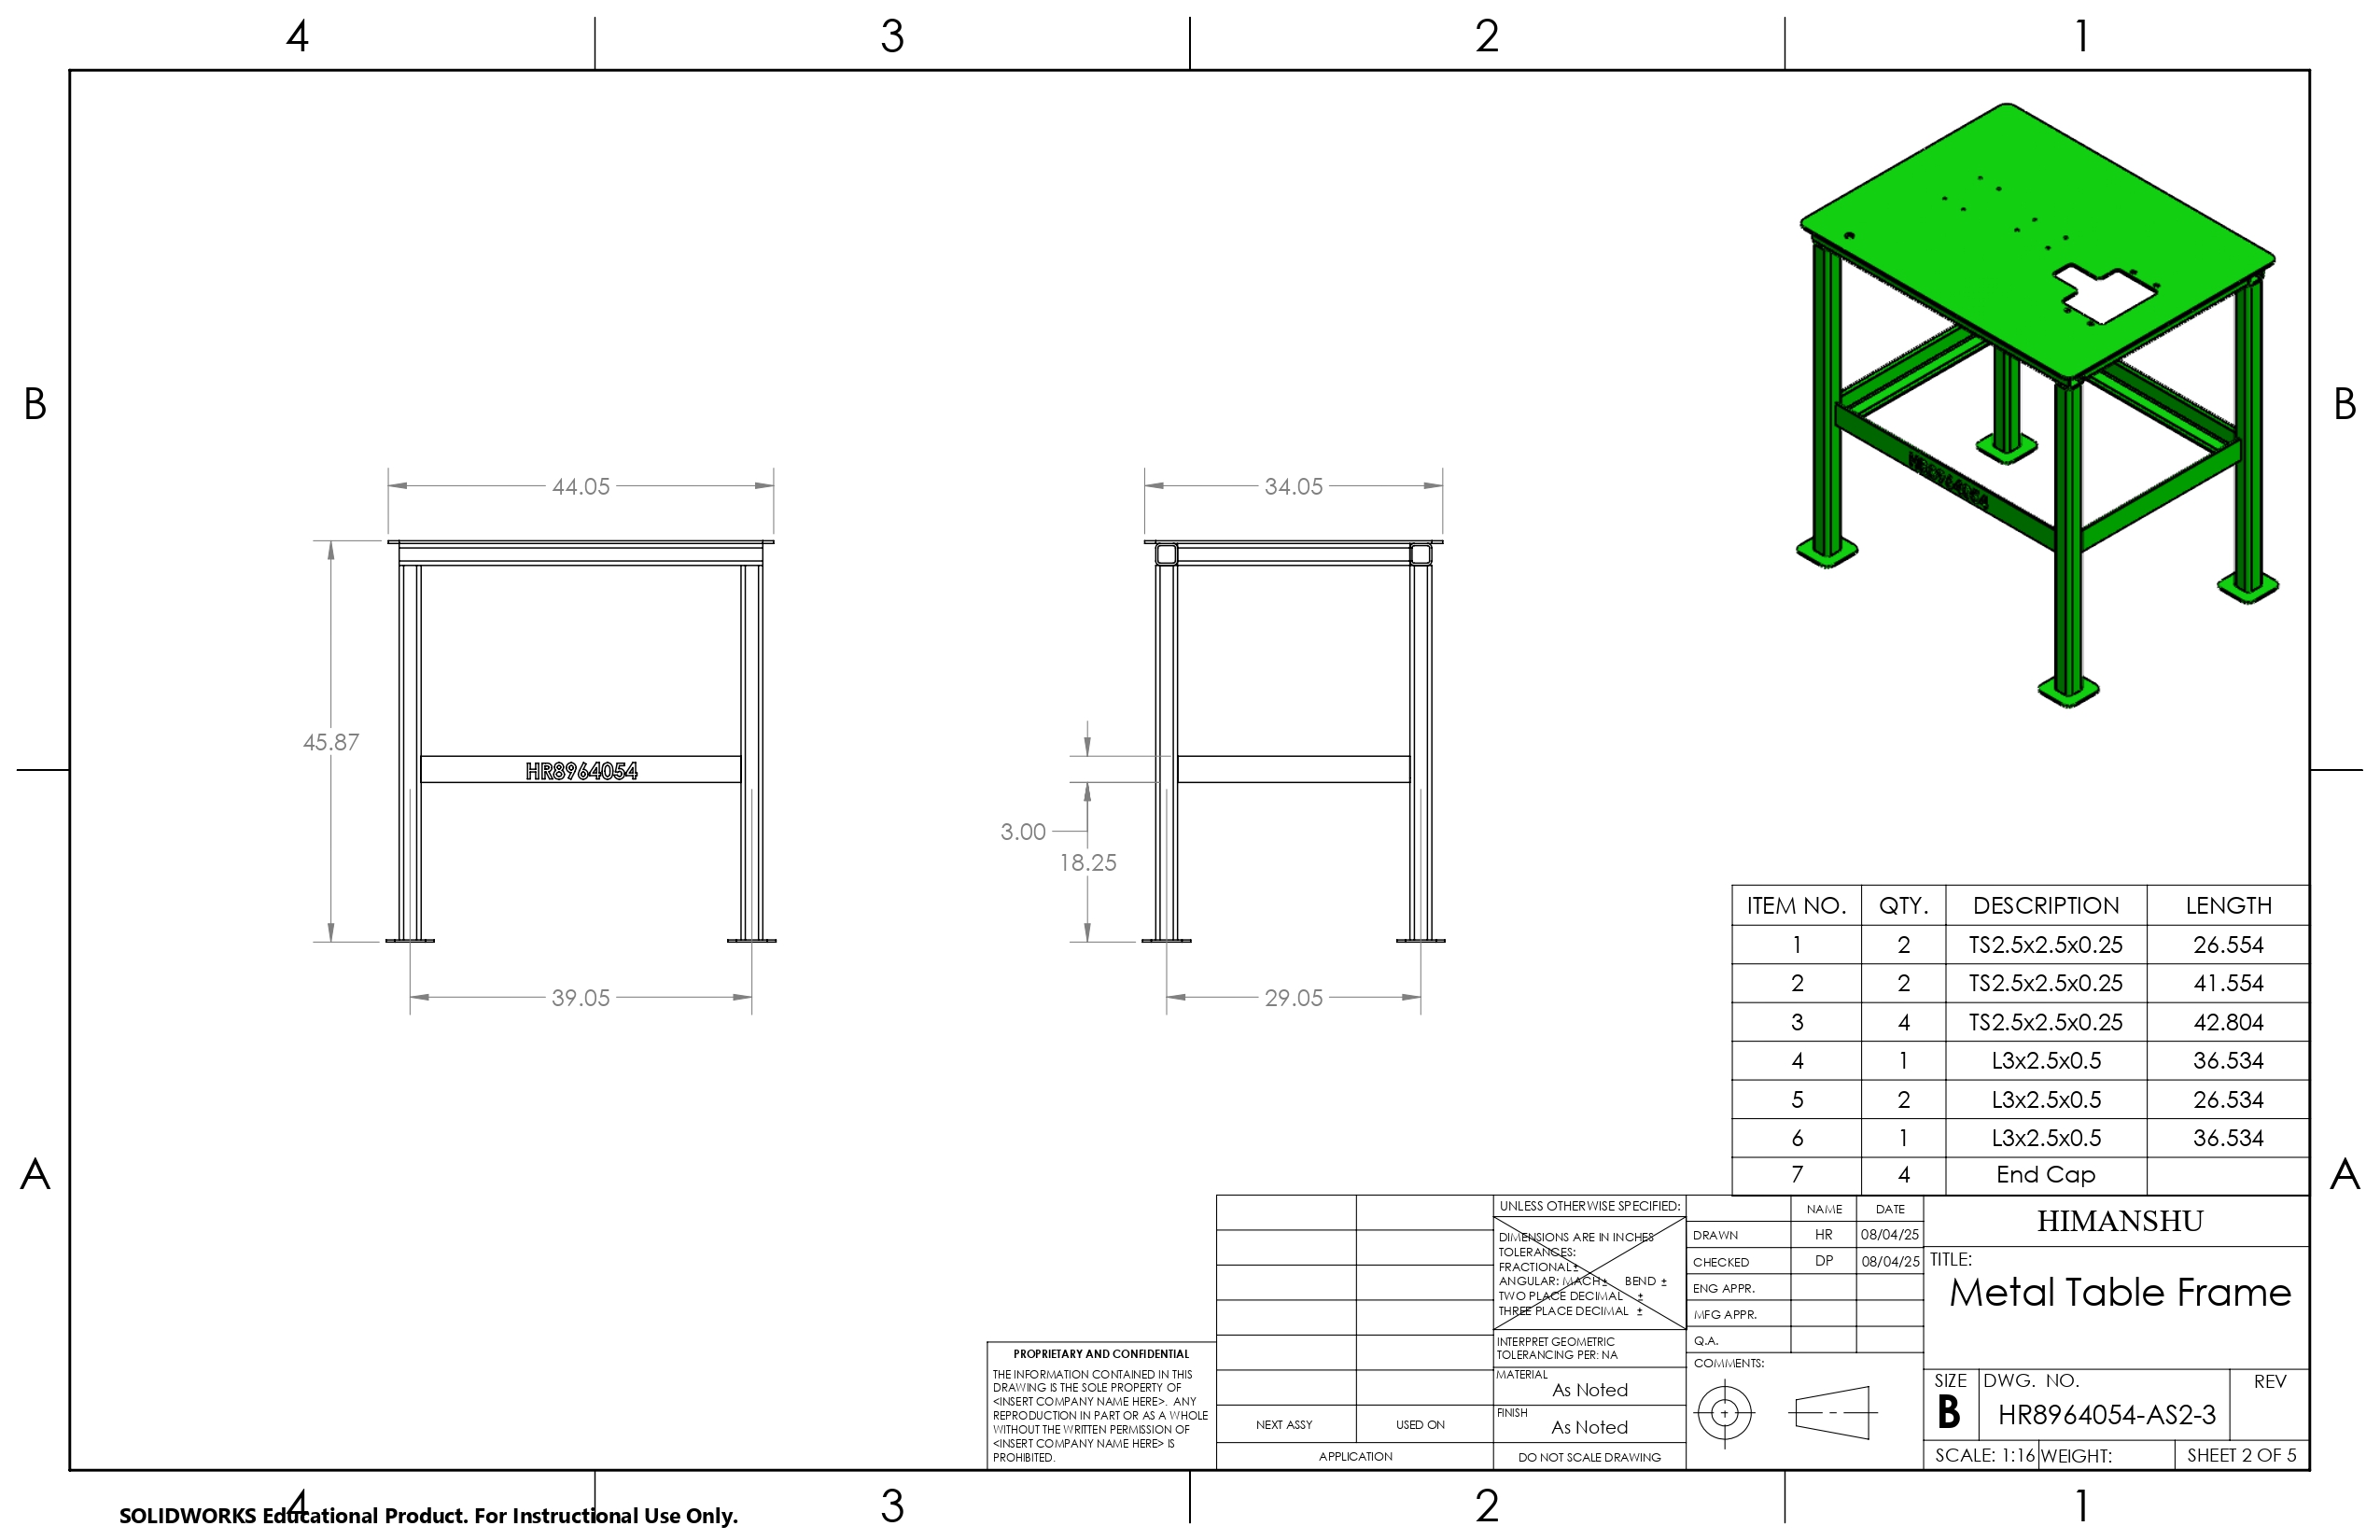 4 3 2 1
B B
44.05 34.05
45.87
HR8964054
HR8964054
3.00
18.25
39.05 29.05
ITEM NO. QTY. DESCRIPTION LENGTH
1 2 TS2.5x2.5x0.25 26.554
2 2 TS2.5x2.5x0.25 41.554
3 4 TS2.5x2.5x0.25 42.804
4 1 L3x2.5x0.5 36.534
5 2 L3x2.5x0.5 26.534
6 1 L3x2.5x0.5 36.534
7 4 End Cap
A A
PROPRIETARY AND CONFIDENTIAL
THE INFORMATION CONTAINED IN THIS
DRAWING IS THE SOLE PROPERTY OF
<INSERT COMPANY NAME HERE>. ANY
REPRODUCTION IN PART OR AS A WHOLE
WITHOUT THE WRITTEN PERMISSION OF
<INSERT COMPANY NAME HERE> IS
PROHIBITED.
NEXT ASSY USED ON
APPLICATION
UNLESS OTHERWISE SPECIFIED:
DIMENSIONS ARE IN INCHES
TOLERANCES:
FRACTIONAL±
ANGULAR: MACH± BEND ±
TWO PLACE DECIMAL ±
THREE PLACE DECIMAL ±
INTERPRET GEOMETRIC
TOLERANCING PER: NA
MATERIAL
As Noted
FINISH
As Noted
DO NOT SCALE DRAWING
NAME DATE
DRAWN HR 08/04/25
CHECKED DP 08/04/25
ENG APPR.
MFG APPR.
Q.A.
COMMENTS:
HIMANSHU
TITLE:
Metal Table Frame
SIZE DWG. NO. REV
B HR8964054-AS2-3
SCALE: 1:16 WEIGHT: SHEET 2 OF 5
4 3 2 1
SOLIDWORKS Educational Product. For Instructional Use Only.